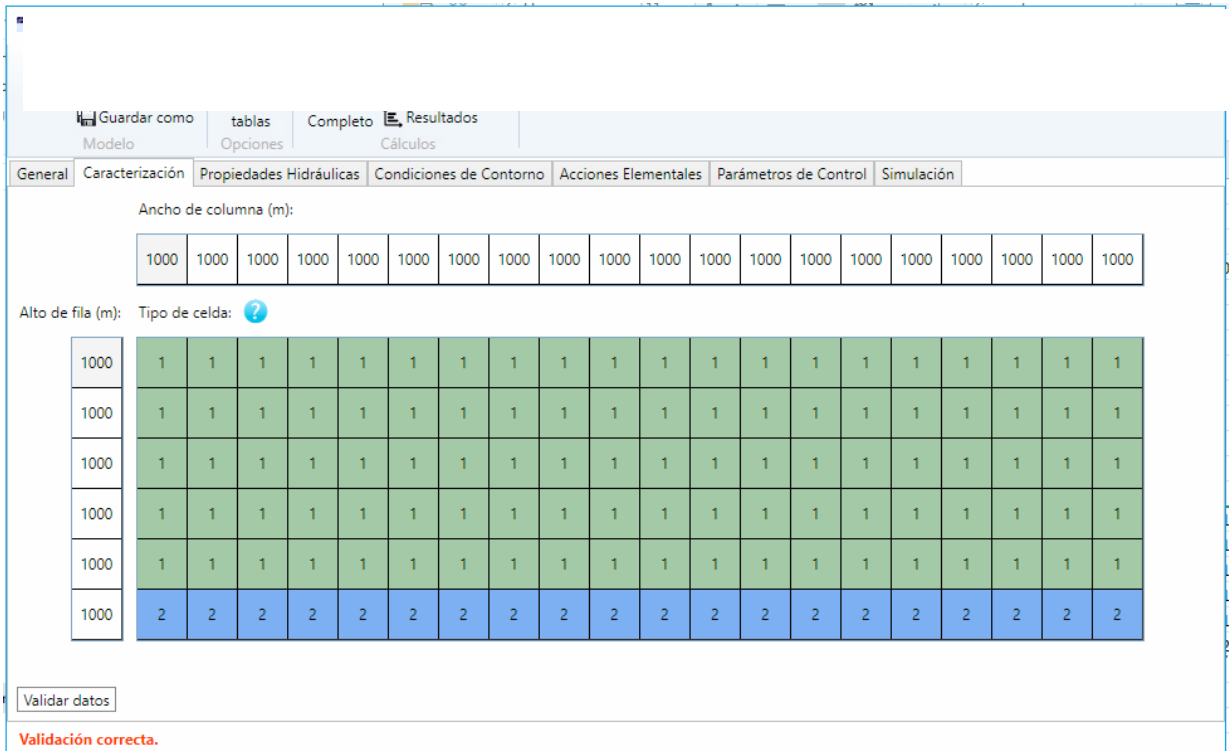 Guardar como tablas Completo Resultados
Modelo Opciones Cálculos
General Caracterización Propiedades Hidráulicas Condiciones de Contorno Acciones Elementales Parámetros de Control Simulación
Ancho de columna (m):
1000 1000 1000 1000 1000 1000 1000 1000 1000 1000 1000 1000 1000 1000 1000 1000 1000 1000 1000 1000
Alto de fila (m): Tipo de celda: ?
1000 1 1 1 1 1 1 1 1 1 1 1 1 1 1 1 1 1 1 1 1
1000 1 1 1 1 1 1 1 1 1 1 1 1 1 1 1 1 1 1 1 1
1000 1 1 1 1 1 1 1 1 1 1 1 1 1 1 1 1 1 1 1 1
1000 1 1 1 1 1 1 1 1 1 1 1 1 1 1 1 1 1 1 1 1
1000 1 1 1 1 1 1 1 1 1 1 1 1 1 1 1 1 1 1 1 1
1000 2 2 2 2 2 2 2 2 2 2 2 2 2 2 2 2 2 2 2 2
Validar datos
Validación correcta.